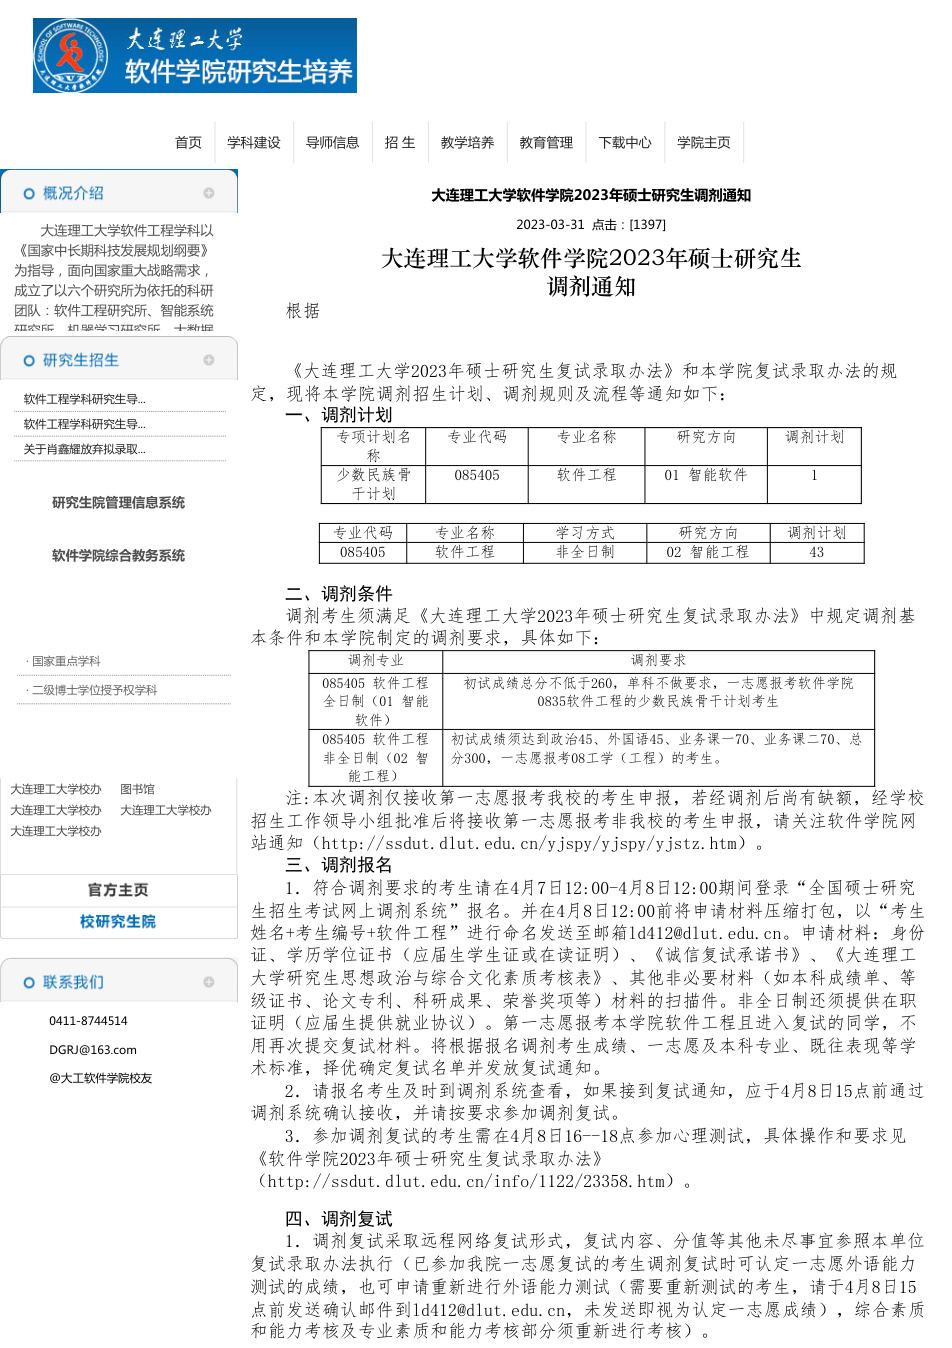 大连理工大学
软件学院研究生培养
首页 学科建设 导师信息 招 生 教学培养 教育管理 下载中心 学院主页
概况介绍
大连理工大学软件工程学科以
《国家中长期科技发展规划纲要》
为指导，面向国家重大战略需求，
成立了以六个研究所为依托的科研
团队：软件工程研究所、智能系统
研究所、机器学习研究所、大数据
研究生招生
软件工程学科研究生导...
软件工程学科研究生导...
关于肖鑫耀放弃拟录取...
研究生院管理信息系统
软件学院综合教务系统
· 国家重点学科
· 二级博士学位授予权学科
大连理工大学校办 图书馆
大连理工大学校办 大连理工大学校办
大连理工大学校办
官方主页
校研究生院
联系我们
0411-8744514
DGRJ@163.com
@大工软件学院校友
大连理工大学软件学院2023年硕士研究生调剂通知
2023-03-31 点击：[1397]
大连理工大学软件学院2023年硕士研究生
调剂通知
根据
《大连理工大学2023年硕士研究生复试录取办法》和本学院复试录取办法的规
定，现将本学院调剂招生计划、调剂规则及流程等通知如下：
一、调剂计划
专项计划名称 专业代码 专业名称 研究方向 调剂计划
少数民族骨干计划 085405 软件工程 01 智能软件 1
专业代码 专业名称 学习方式 研究方向 调剂计划
085405 软件工程 非全日制 02 智能工程 43
二、调剂条件
调剂考生须满足《大连理工大学2023年硕士研究生复试录取办法》中规定调剂基
本条件和本学院制定的调剂要求，具体如下：
调剂专业 调剂要求
085405 软件工程
全日制（01 智能
软件）
初试成绩总分不低于260，单科不做要求，一志愿报考软件学院
0835软件工程的少数民族骨干计划考生
085405 软件工程
非全日制（02 智
能工程）
初试成绩须达到政治45、外国语45、业务课一70、业务课二70、总
分300，一志愿报考08工学（工程）的考生。
注：本次调剂仅接收第一志愿报考我校的考生申报，若经调剂后尚有缺额，经学校
招生工作领导小组批准后将接收第一志愿报考非我校的考生申报，请关注软件学院网
站通知（http://ssdut.dlut.edu.cn/yjspy/yjspy/yjstz.htm）。
三、调剂报名
1．符合调剂要求的考生请在4月7日12:00-4月8日12:00期间登录“全国硕士研究
生招生考试网上调剂系统”报名。并在4月8日12:00前将申请材料压缩打包，以“考生
姓名+考生编号+软件工程”进行命名发送至邮箱ld412@dlut.edu.cn。申请材料：身份
证、学历学位证书（应届生学生证或在读证明）、《诚信复试承诺书》、《大连理工
大学研究生思想政治与综合文化素质考核表》、其他非必要材料（如本科成绩单、等
级证书、论文专利、科研成果、荣誉奖项等）材料的扫描件。非全日制还须提供在职
证明（应届生提供就业协议）。第一志愿报考本学院软件工程且进入复试的同学，不
用再次提交复试材料。将根据报名调剂考生成绩、一志愿及本科专业、既往表现等学
术标准，择优确定复试名单并发放复试通知。
2．请报名考生及时到调剂系统查看，如果接到复试通知，应于4月8日15点前通过
调剂系统确认接收，并请按要求参加调剂复试。
3．参加调剂复试的考生需在4月8日16--18点参加心理测试，具体操作和要求见
《软件学院2023年硕士研究生复试录取办法》
（http://ssdut.dlut.edu.cn/info/1122/23358.htm）。
四、调剂复试
1．调剂复试采取远程网络复试形式，复试内容、分值等其他未尽事宜参照本单位
复试录取办法执行（已参加我院一志愿复试的考生调剂复试时可认定一志愿外语能力
测试的成绩，也可申请重新进行外语能力测试（需要重新测试的考生，请于4月8日15
点前发送确认邮件到ld412@dlut.edu.cn，未发送即视为认定一志愿成绩），综合素质
和能力考核及专业素质和能力考核部分须重新进行考核）。